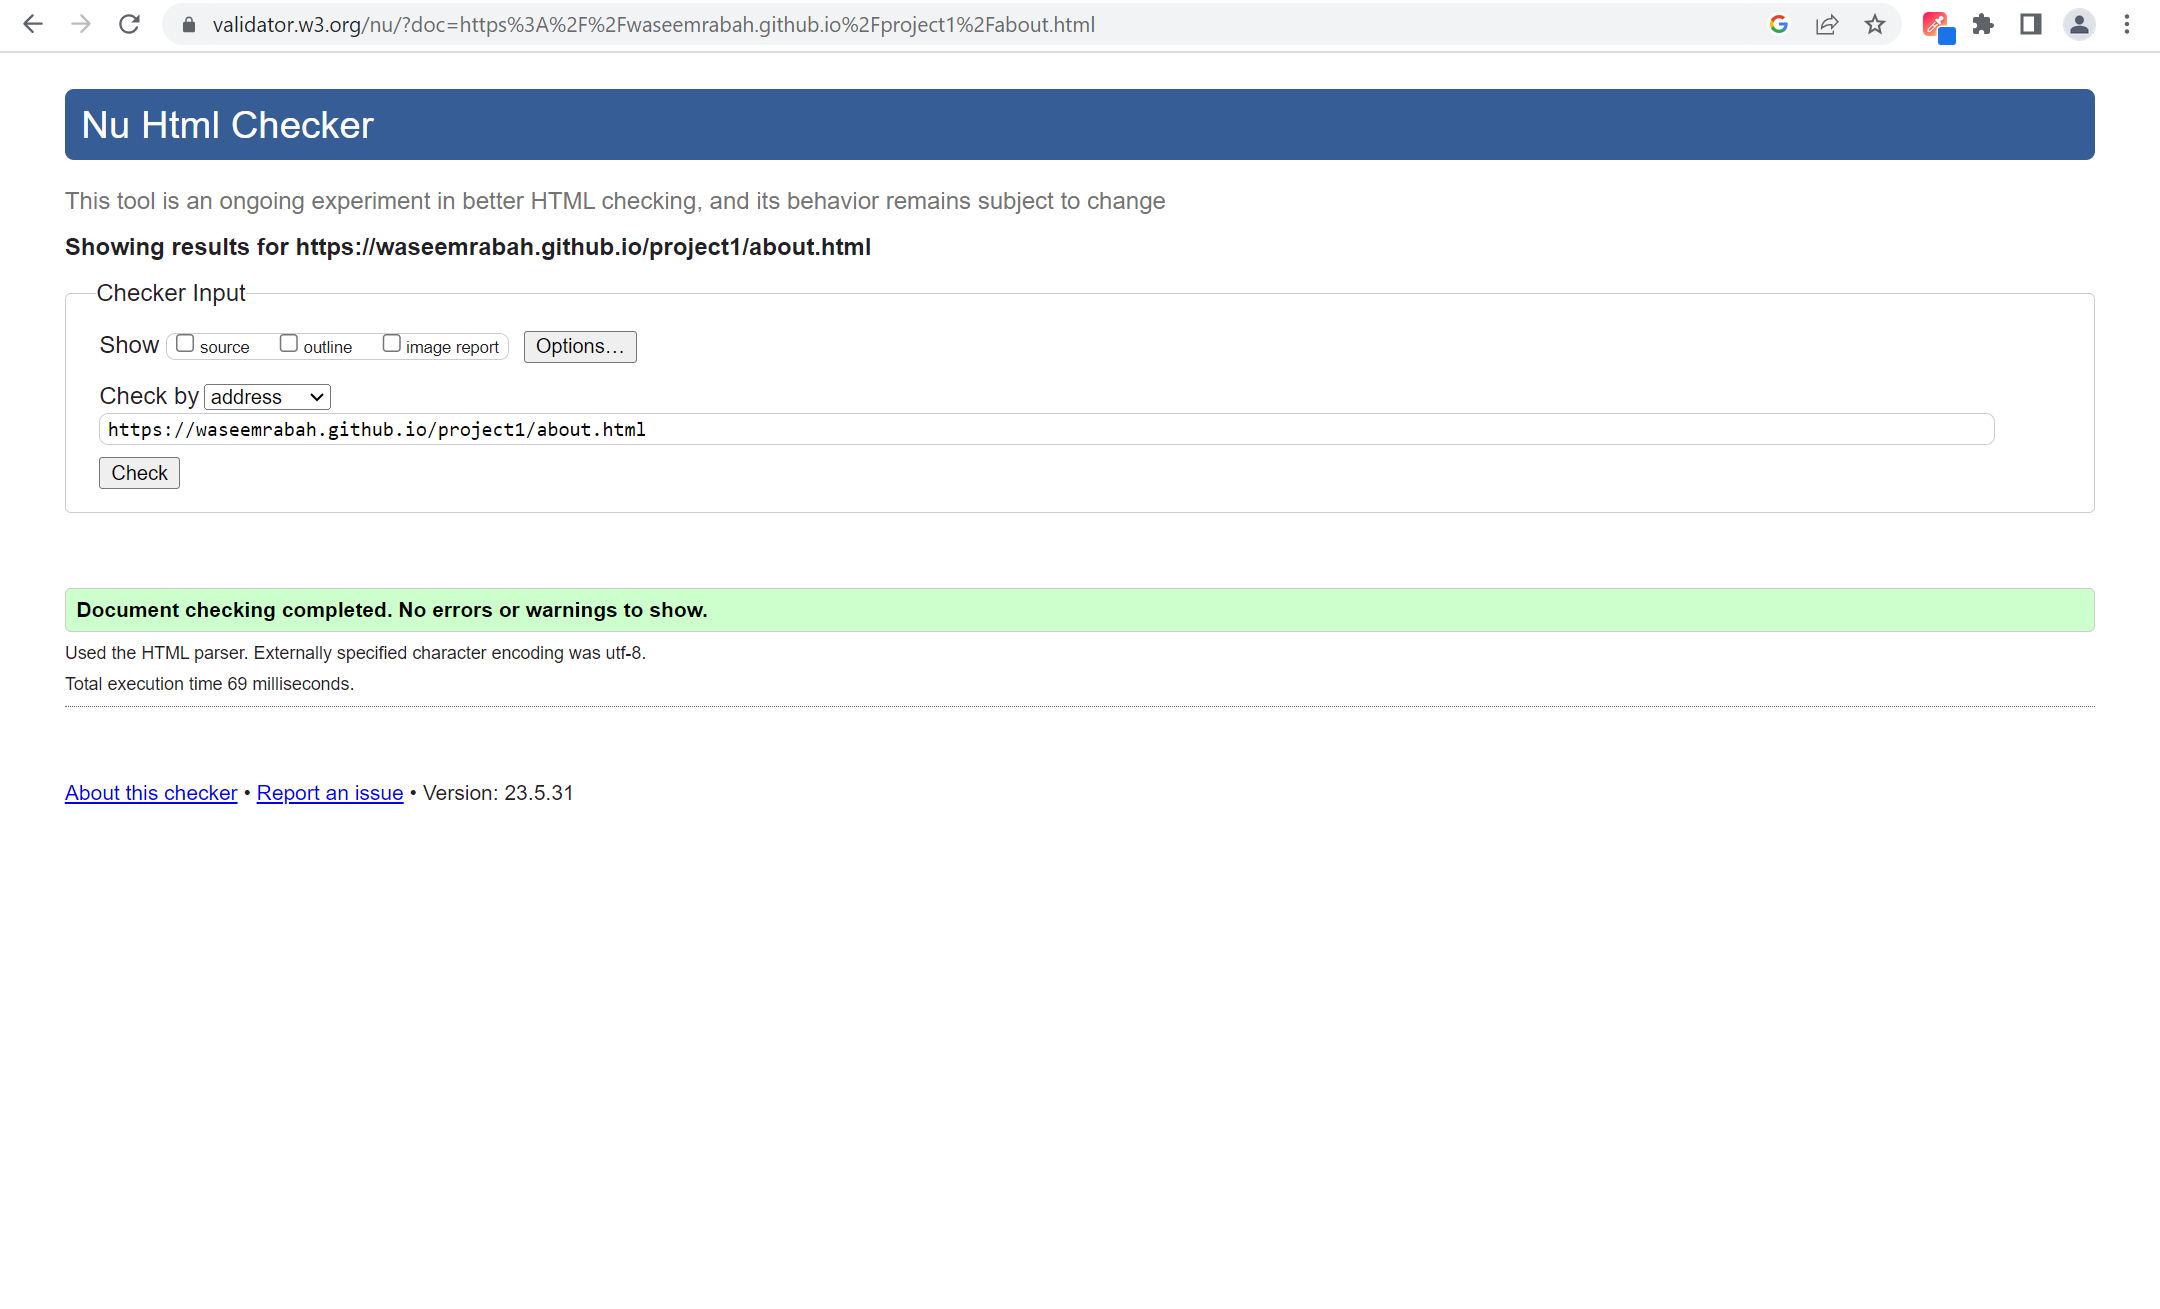 validator.w3.org/nu/?doc=https%3A%2F%2Fwaseemrabah.github.io%2Fproject1%2Fabout.html
Nu Html Checker
This tool is an ongoing experiment in better HTML checking, and its behavior remains subject to change
Showing results for https://waseemrabah.github.io/project1/about.html
Checker Input
Show source outline image report Options...
Check by address
https://waseemrabah.github.io/project1/about.html
Check
Document checking completed. No errors or warnings to show.
Used the HTML parser. Externally specified character encoding was utf-8.
Total execution time 69 milliseconds.
About this checker • Report an issue • Version: 23.5.31